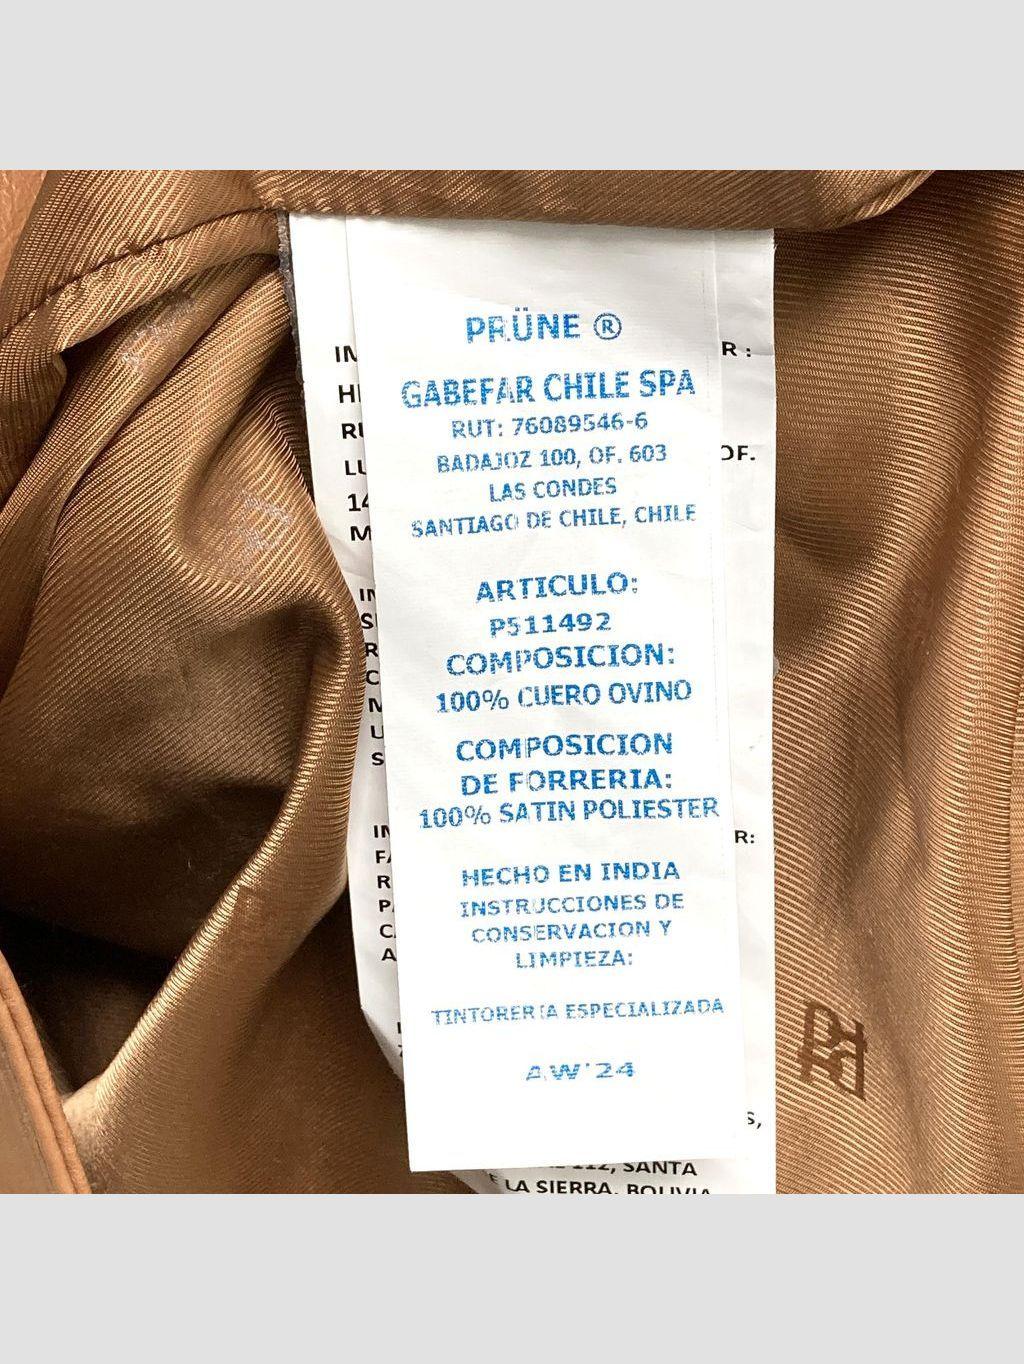 PRÜNE ®
GABEFAR CHILE SPA
RUT: 76089546-6
BADAJOZ 100, OF. 603
LAS CONDES
SANTIAGO DE CHILE, CHILE
ARTICULO:
P511492
COMPOSICION:
100% CUERO OVINO
COMPOSICION
DE FORRERIA:
100% SATIN POLIESTER
HECHO EN INDIA
INSTRUCCIONES DE
CONSERVACION Y
LIMPIEZA:
TINTORERIA ESPECIALIZADA
AW'24
OF.
112, SANTA
LA SIERRA, BOLIVIA